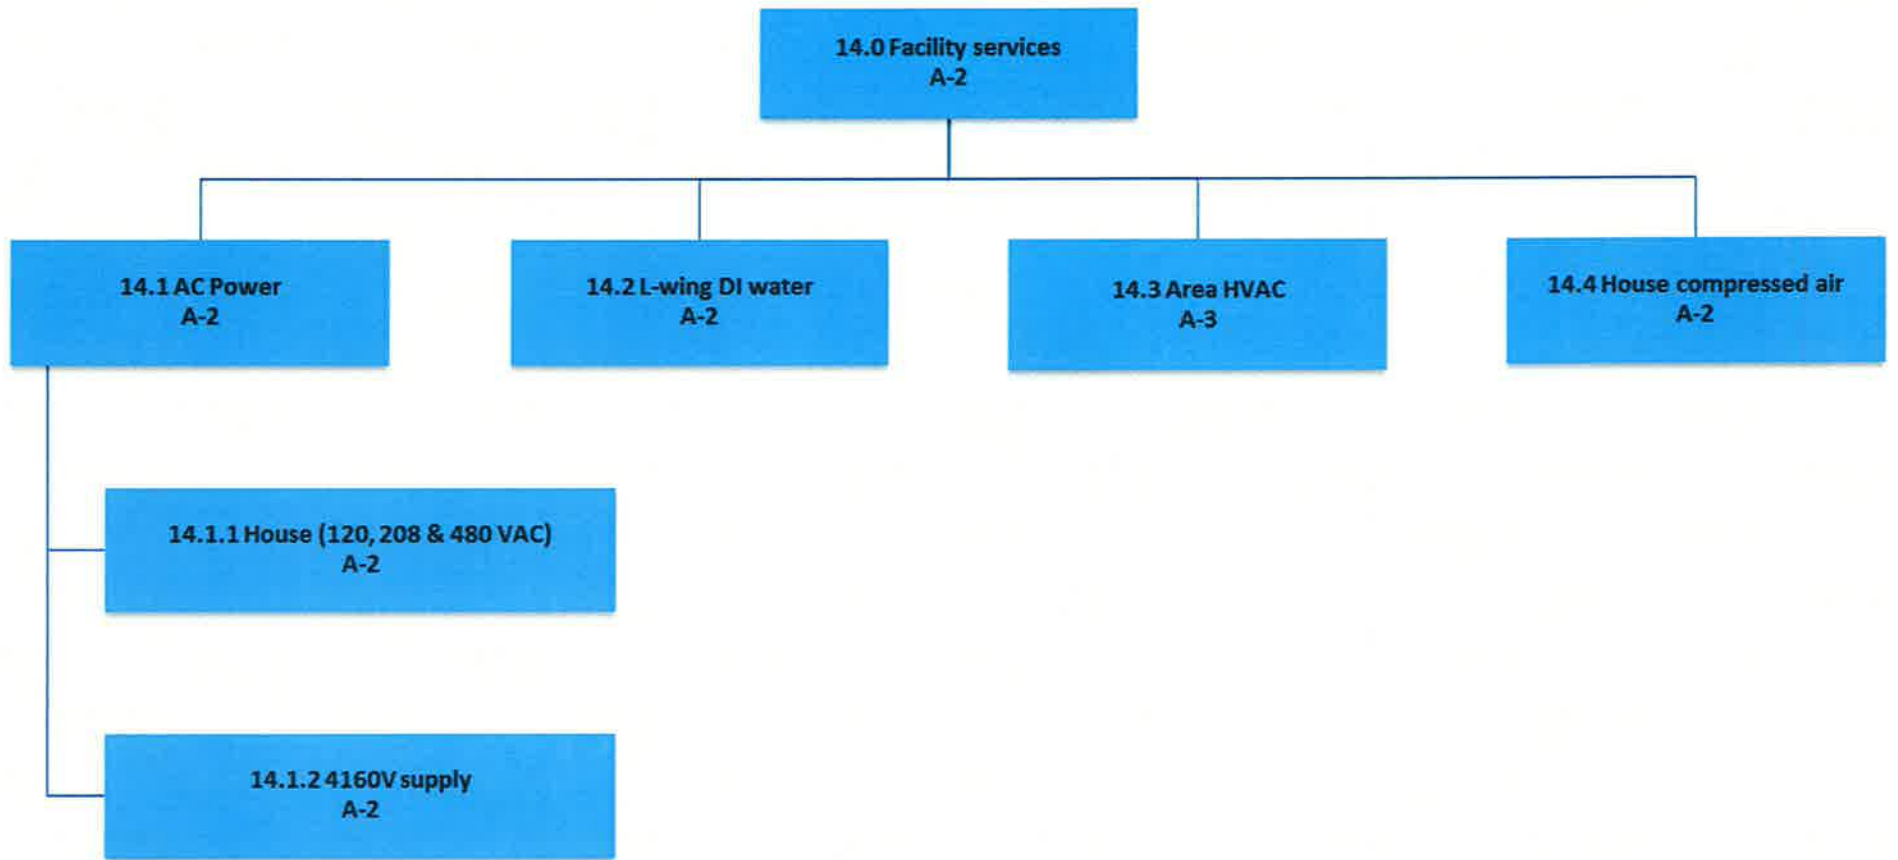 14.0 Facility services
A-2
14.1 AC Power
A-2
14.2 L-wing DI water
A-2
14.3 Area HVAC
A-3
14.4 House compressed air
A-2
14.1.1 House (120, 208 & 480 VAC)
A-2
14.1.2 4160V supply
A-2